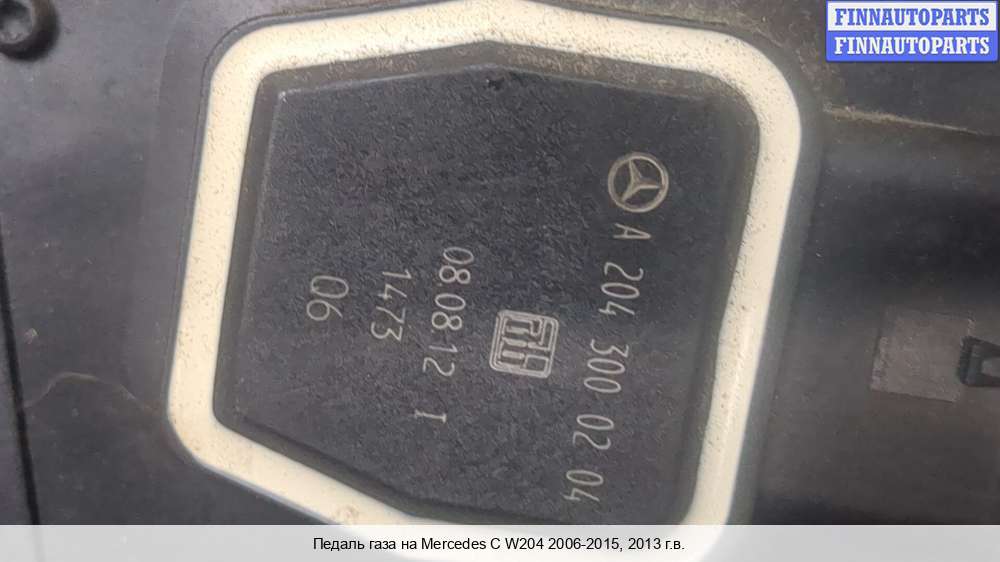 FINNAUTOPARTS
FINNAUTOPARTS
A 204 300 02 04
08.08.12 I
1473
06
Педаль газа на Mercedes C W204 2006-2015, 2013 г.в.